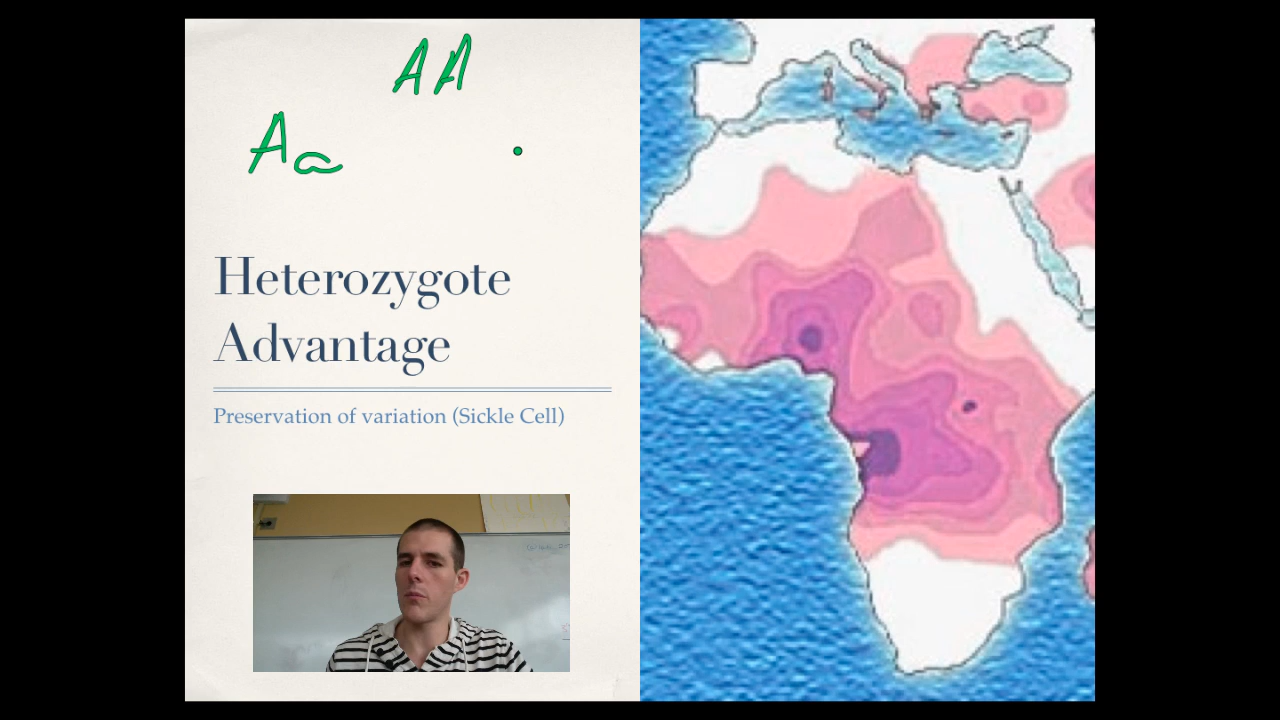 AA
Aa
Heterozygote
Advantage
Preservation of variation (Sickle Cell)